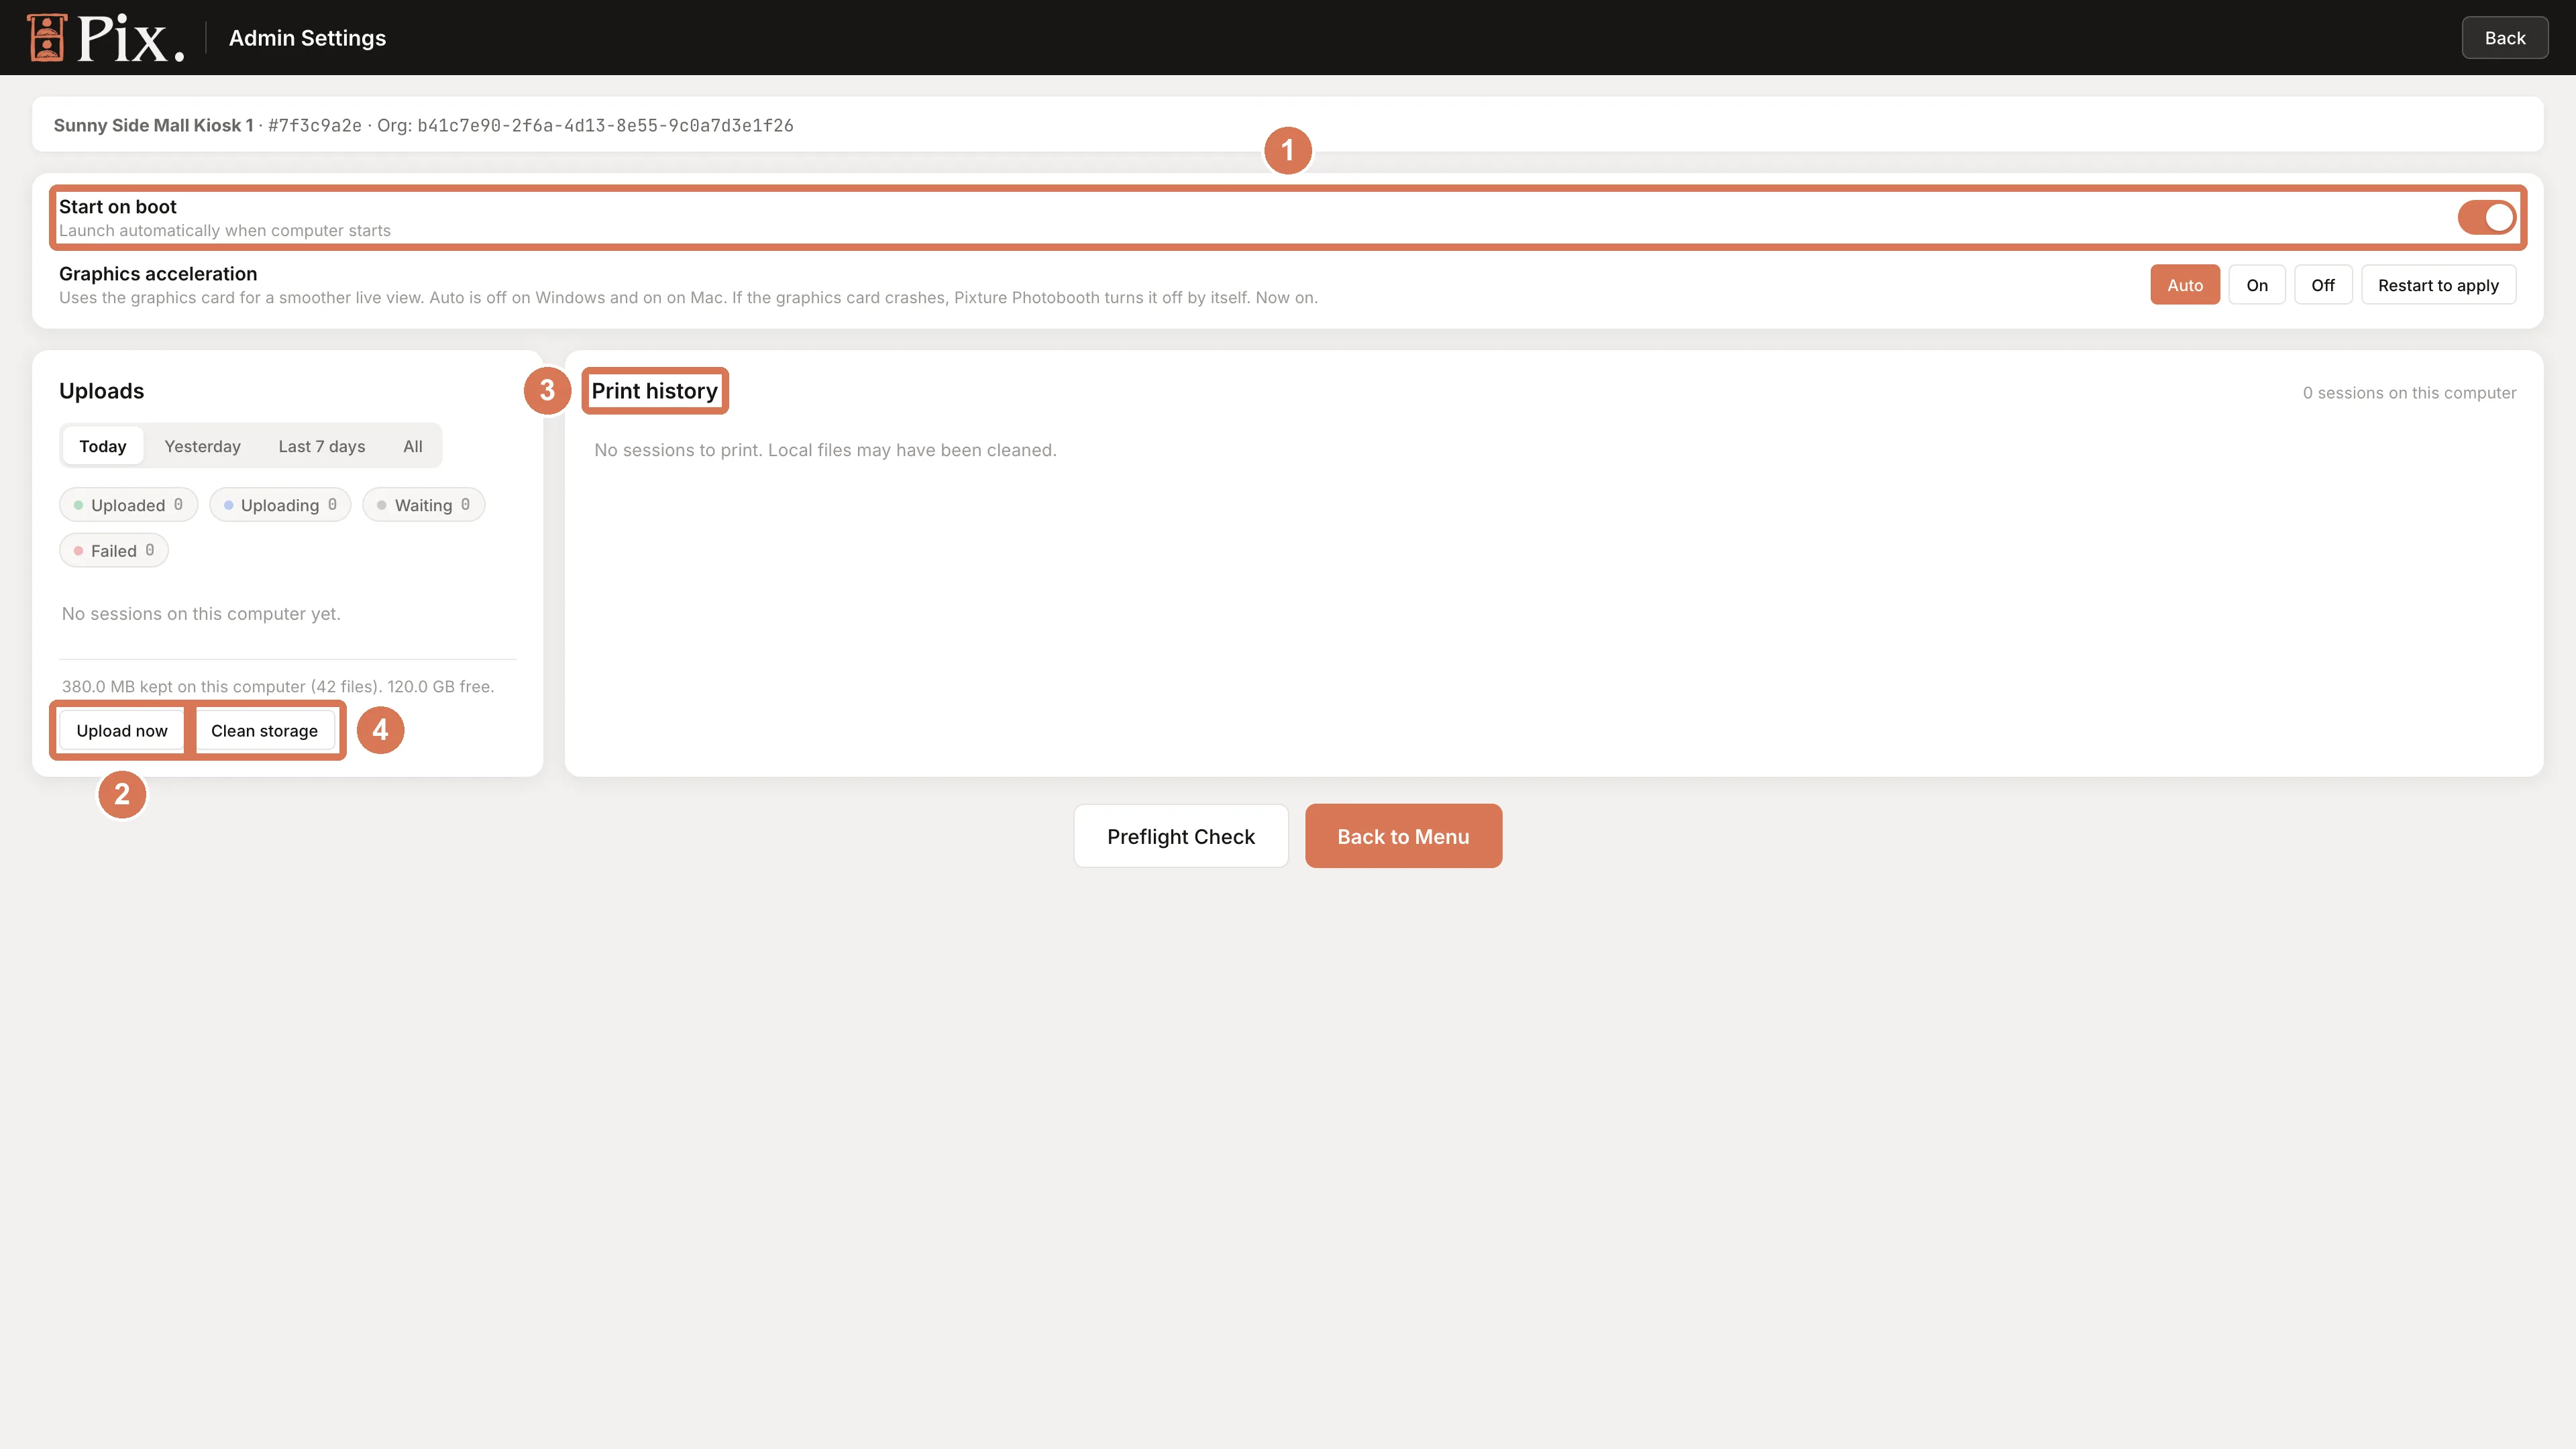 Pix.
Admin Settings
Back
Sunny Side Mall Kiosk 1 · #7f3c9a2e · Org: b41c7e90-2f6a-4d13-8e55-9c0a7d3e1f26
1
Start on boot
Launch automatically when computer starts
Graphics acceleration
Uses the graphics card for a smoother live view. Auto is off on Windows and on on Mac. If the graphics card crashes, Pixture Photobooth turns it off by itself. Now on.
Auto
On
Off
Restart to apply
Uploads
Today
Yesterday
Last 7 days
All
Uploaded 0
Uploading 0
Waiting 0
Failed 0
No sessions on this computer yet.
380.0 MB kept on this computer (42 files). 120.0 GB free.
Upload now
Clean storage
4
2
3
Print history
0 sessions on this computer
No sessions to print. Local files may have been cleaned.
Preflight Check
Back to Menu